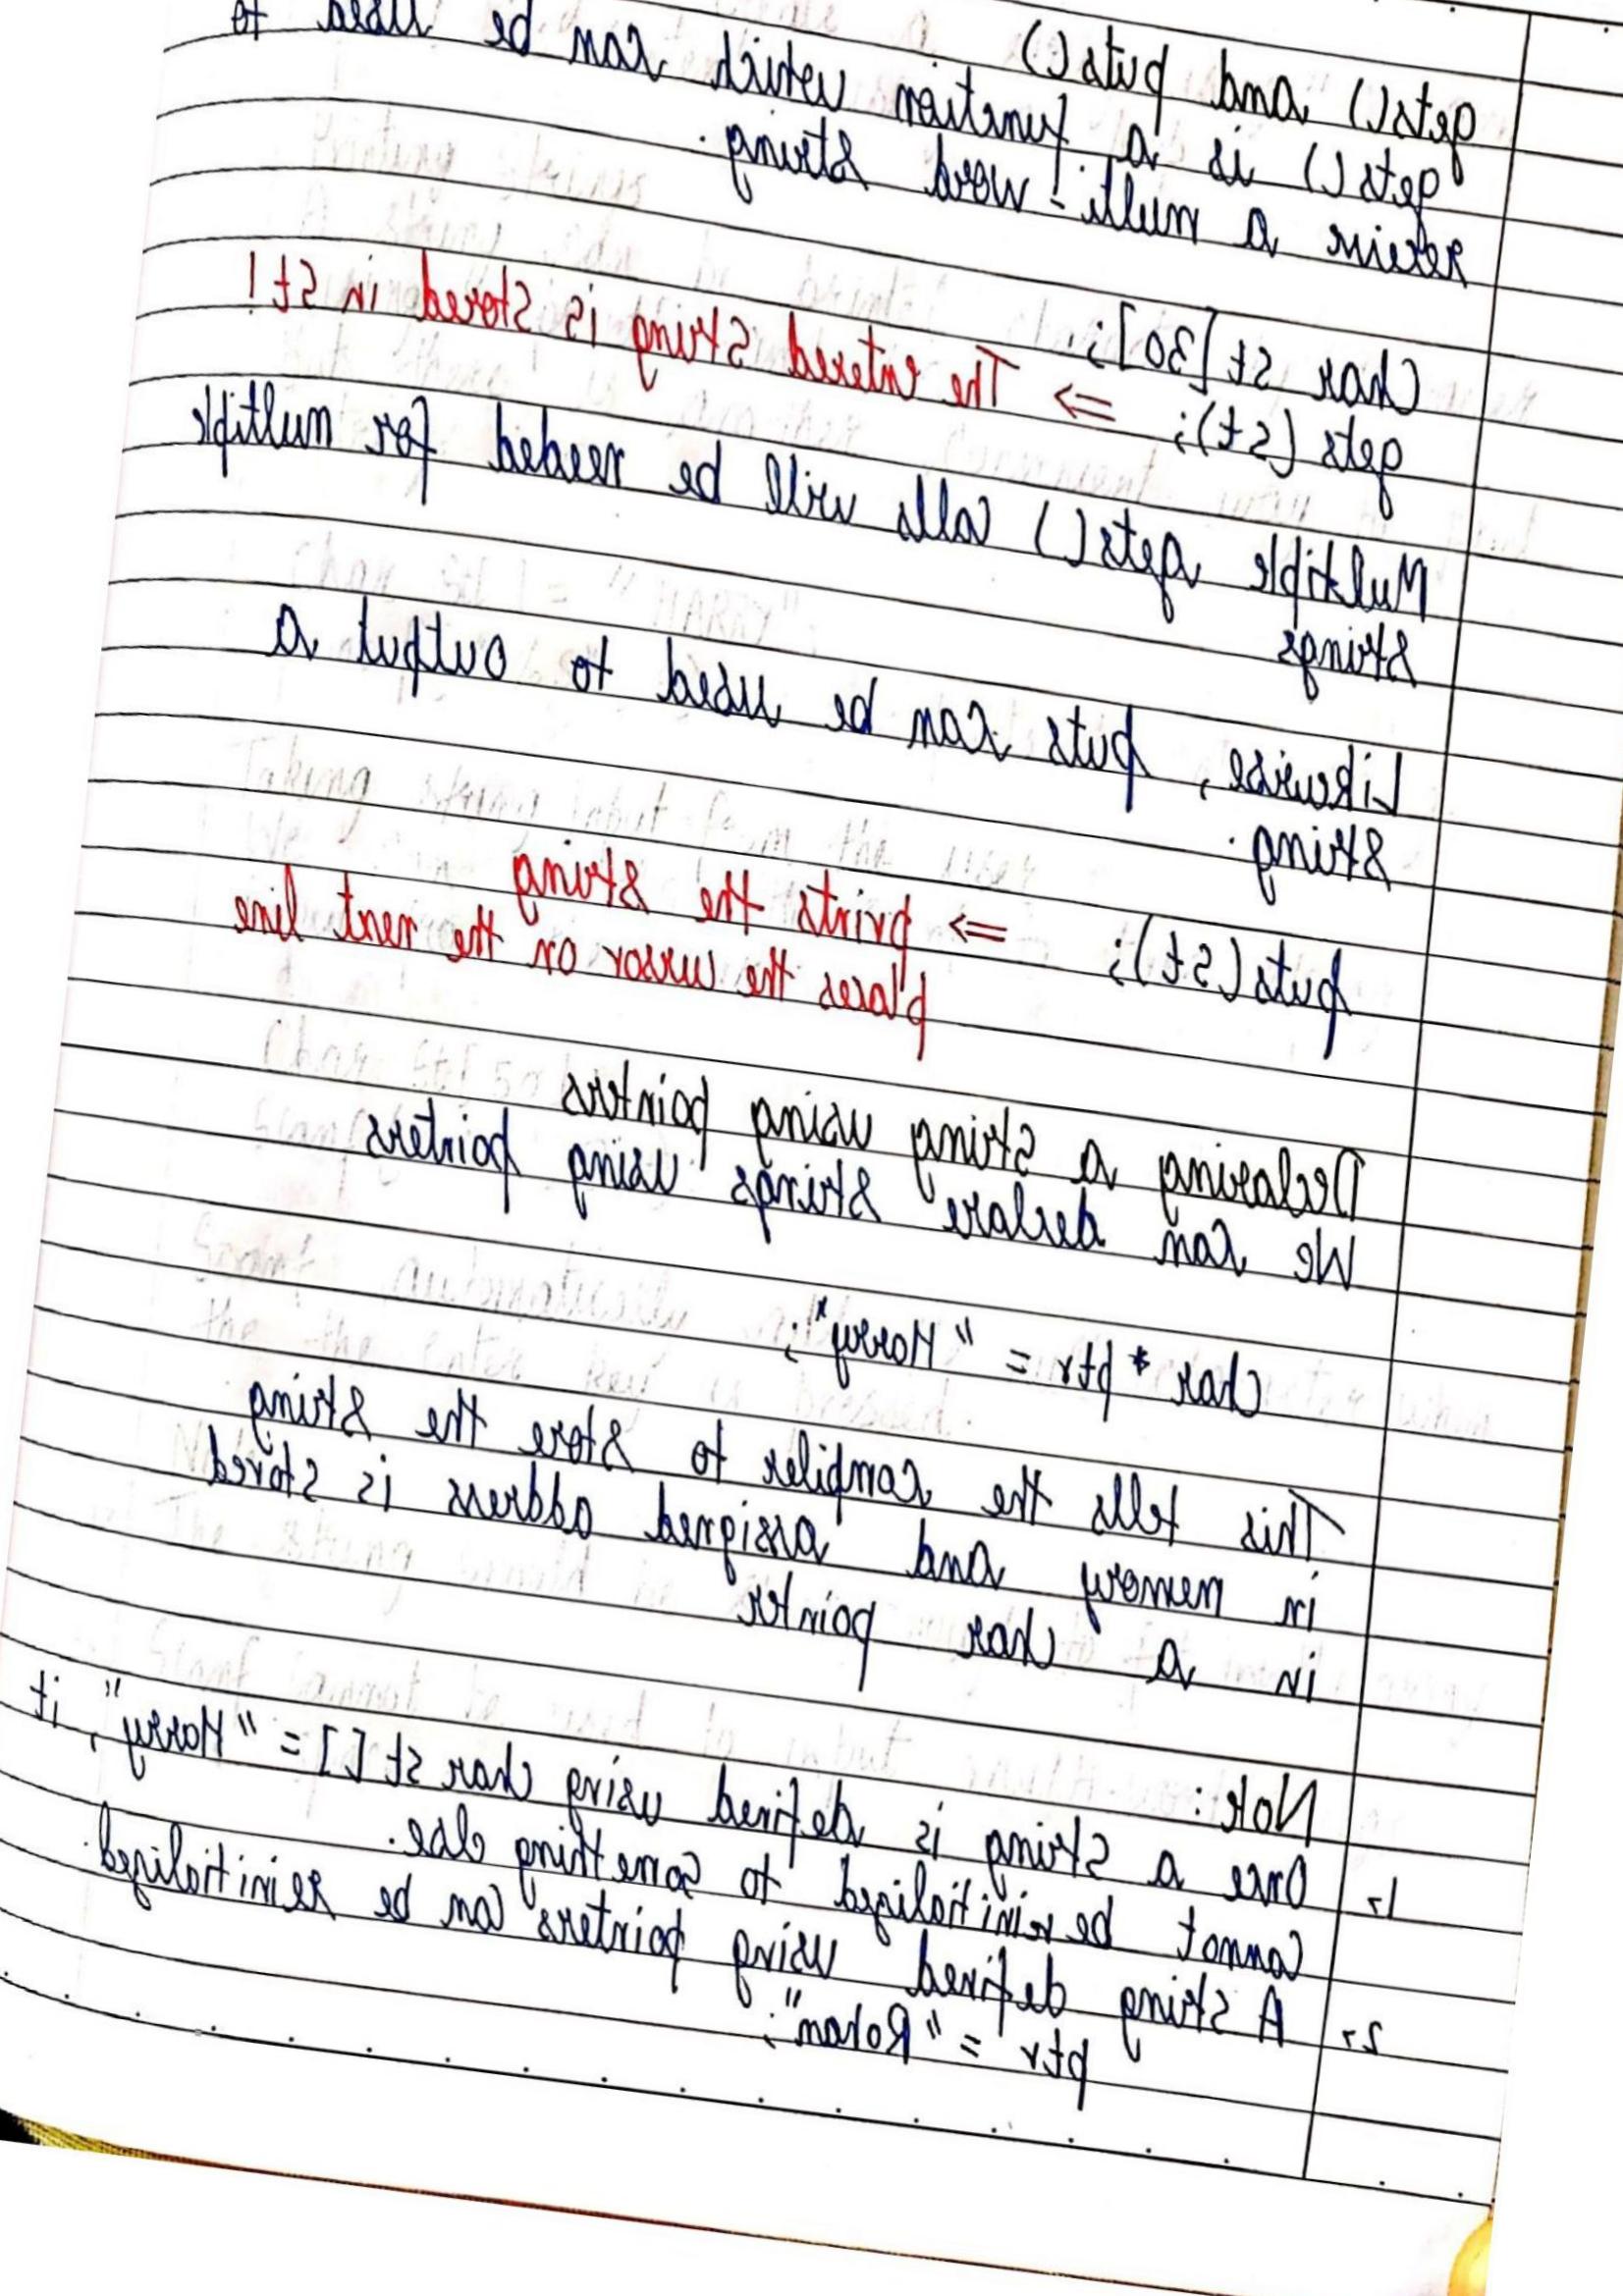 gets() and puts()
gets() is a function which can be used to
recieve a multi-word string.
Char st[30];
gets(st); => The entered string is stored in st!
Multiple gets() calls will be needed for multiple
strings
Likewise, puts can be used to output a
string.
puts(st); => prints the string
places the cursor on the next line
Declaring a string using pointers
We can declare strings using pointers
Char *ptr = "Harry";
This tells the compiler to store the string
in memory and assigned address is stored
in a char pointer
Note:
1→ Once a string is defined using char st[] = "Harry", it
cannot be reinitialized to something else.
2→ A string defined using pointers can be reinitialized.
ptr = "Rohan";